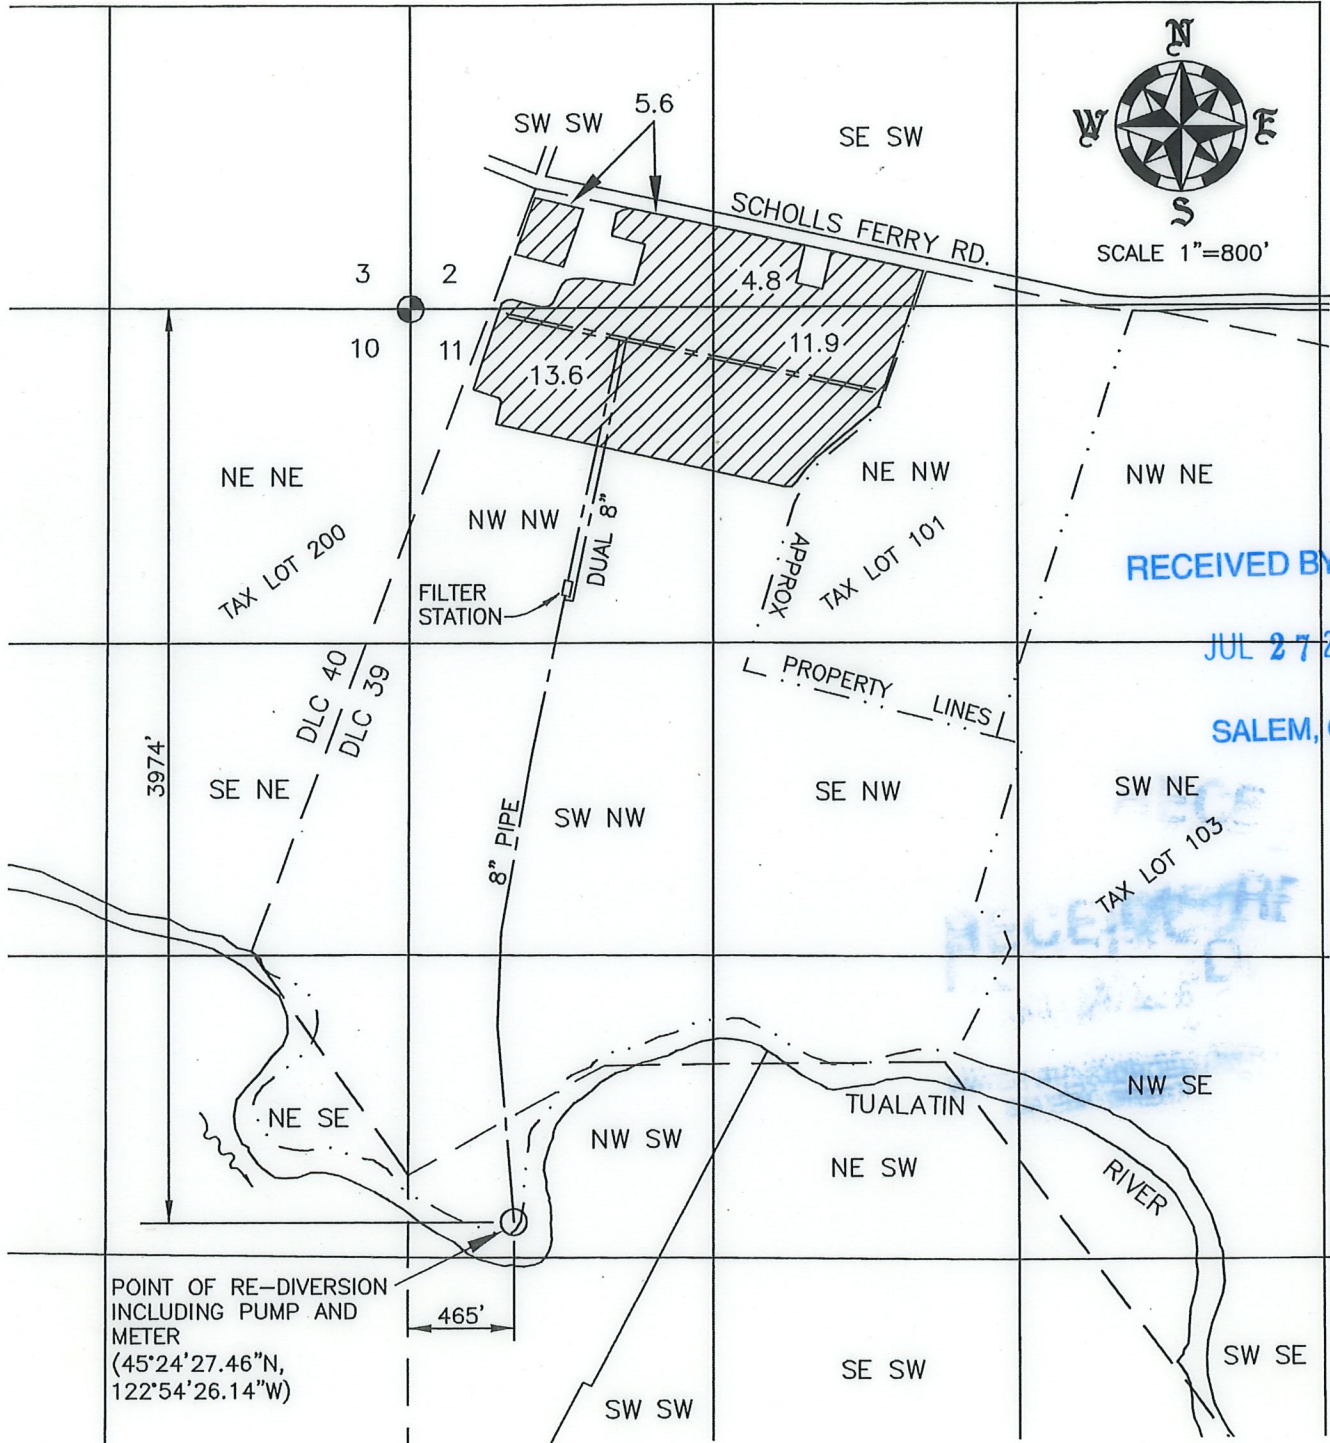 N
W E
S
SCALE 1"=800'
5.6
SW SW
SE SW
SCHOLLS FERRY RD.
4.8
3 2
10 11
11.9
13.6
NE NE
NW NW
NE NW
NW NE
TAX LOT 200
DUAL 8"
APPROX
TAX LOT 101
RECEIVED BY
FILTER
STATION
JUL 27 2
DLC 40
DLC 39
PROPERTY LINES
SALEM,
3974'
SE NE
8" PIPE
SW NW
SE NW
SW NE
TAX LOT 103
RECE
NE SE
NW SW
TUALATIN
RIVER
NE SW
NW SE
POINT OF RE-DIVERSION
INCLUDING PUMP AND
METER
(45°24'27.46"N,
122°54'26.14"W)
465'
SW SW
SE SW
SW SE